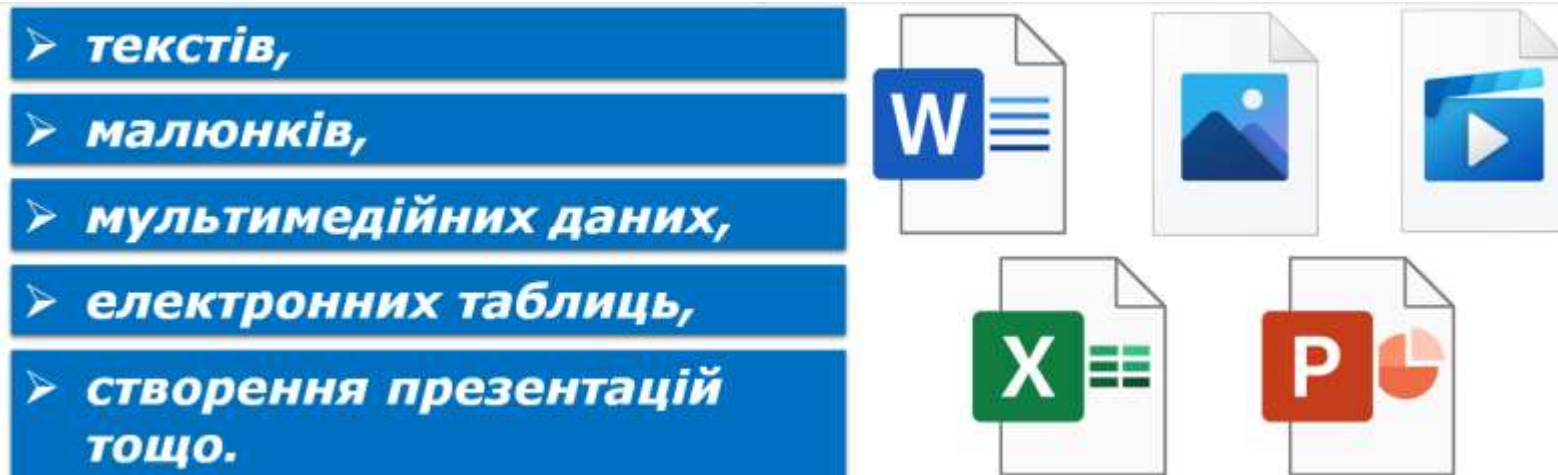 ➢ текстів,
➢ малюнків,
➢ мультимедійних даних,
➢ електронних таблиць,
➢ створення презентацій
тощо.
W
X
P